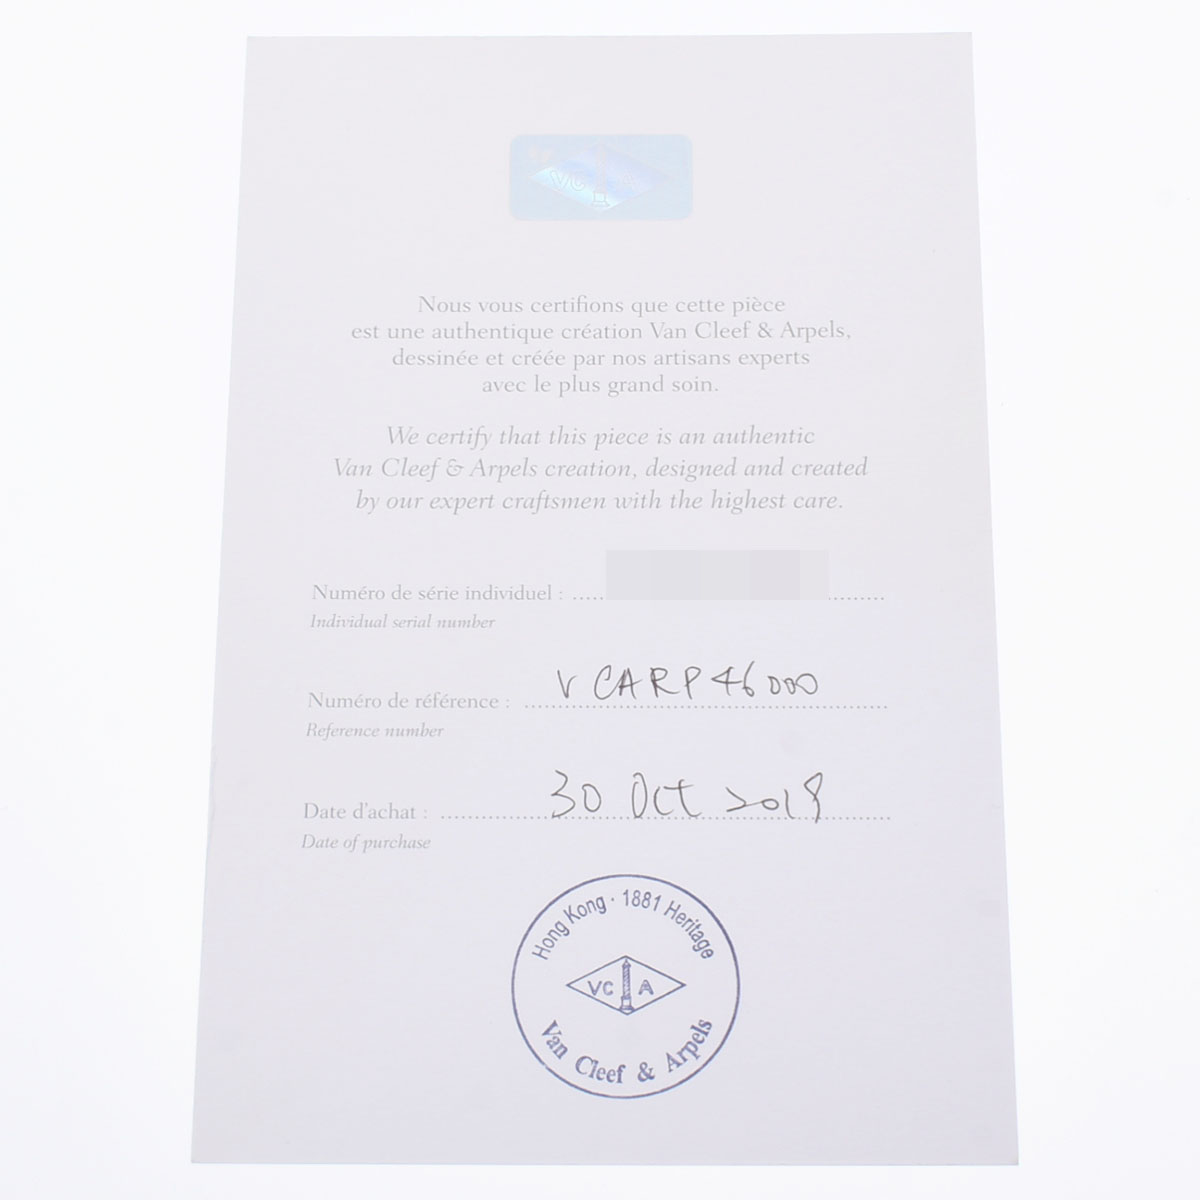 VC A
Nous vous certifions que cette pièce
est une authentique création Van Cleef & Arpels,
dessinée et créée par nos artisans experts
avec le plus grand soin.
We certify that this piece is an authentic
Van Cleef & Arpels creation, designed and created
by our expert craftsmen with the highest care.
Numéro de série individuel :
Individual serial number
Numéro de référence : VCARP46000
Reference number
Date d'achat : 30 Oct 2019
Date of purchase
Hong Kong · 1881 Heritage
VC A
Van Cleef & Arpels